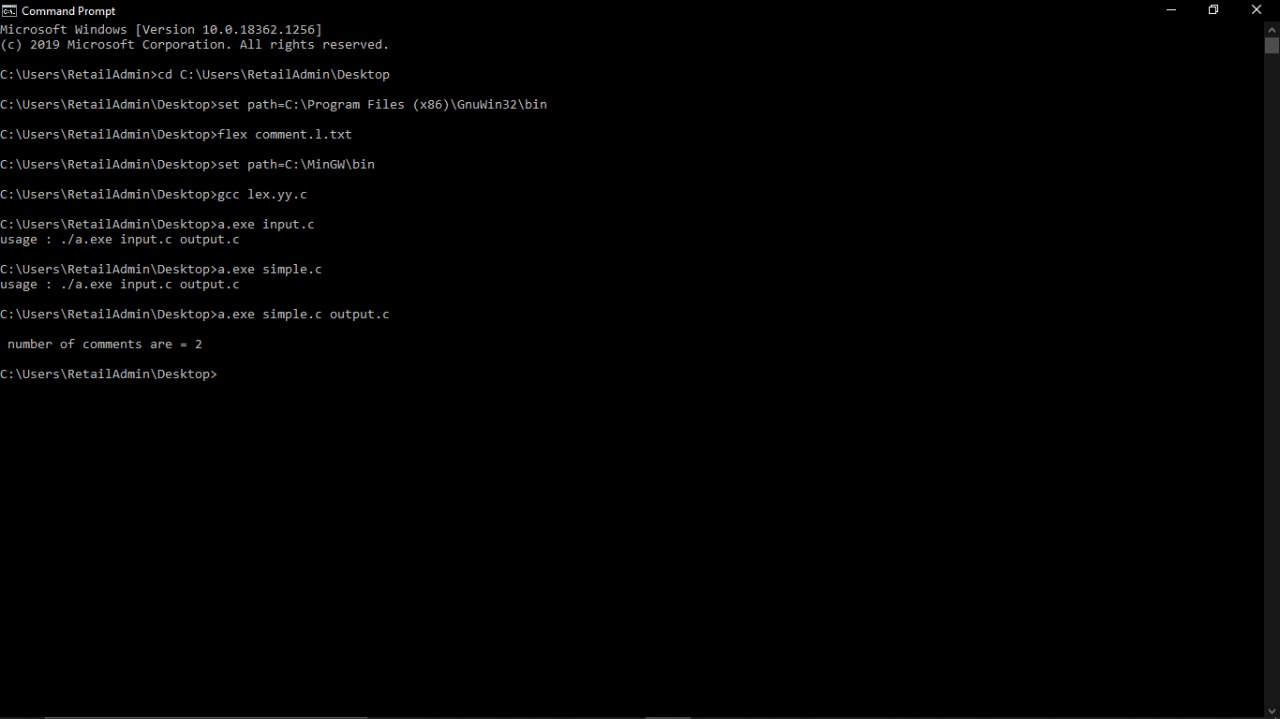 Command Prompt
Microsoft Windows [Version 10.0.18362.1256]
(c) 2019 Microsoft Corporation. All rights reserved.
C:\Users\RetailAdmin>cd C:\Users\RetailAdmin\Desktop
C:\Users\RetailAdmin\Desktop>set path=C:\Program Files (x86)\GnuWin32\bin
C:\Users\RetailAdmin\Desktop>flex comment.l.txt
C:\Users\RetailAdmin\Desktop>set path=C:\MinGW\bin
C:\Users\RetailAdmin\Desktop>gcc lex.yy.c
C:\Users\RetailAdmin\Desktop>a.exe input.c
usage : ./a.exe input.c output.c
C:\Users\RetailAdmin\Desktop>a.exe simple.c
usage : ./a.exe input.c output.c
C:\Users\RetailAdmin\Desktop>a.exe simple.c output.c
number of comments are = 2
C:\Users\RetailAdmin\Desktop>